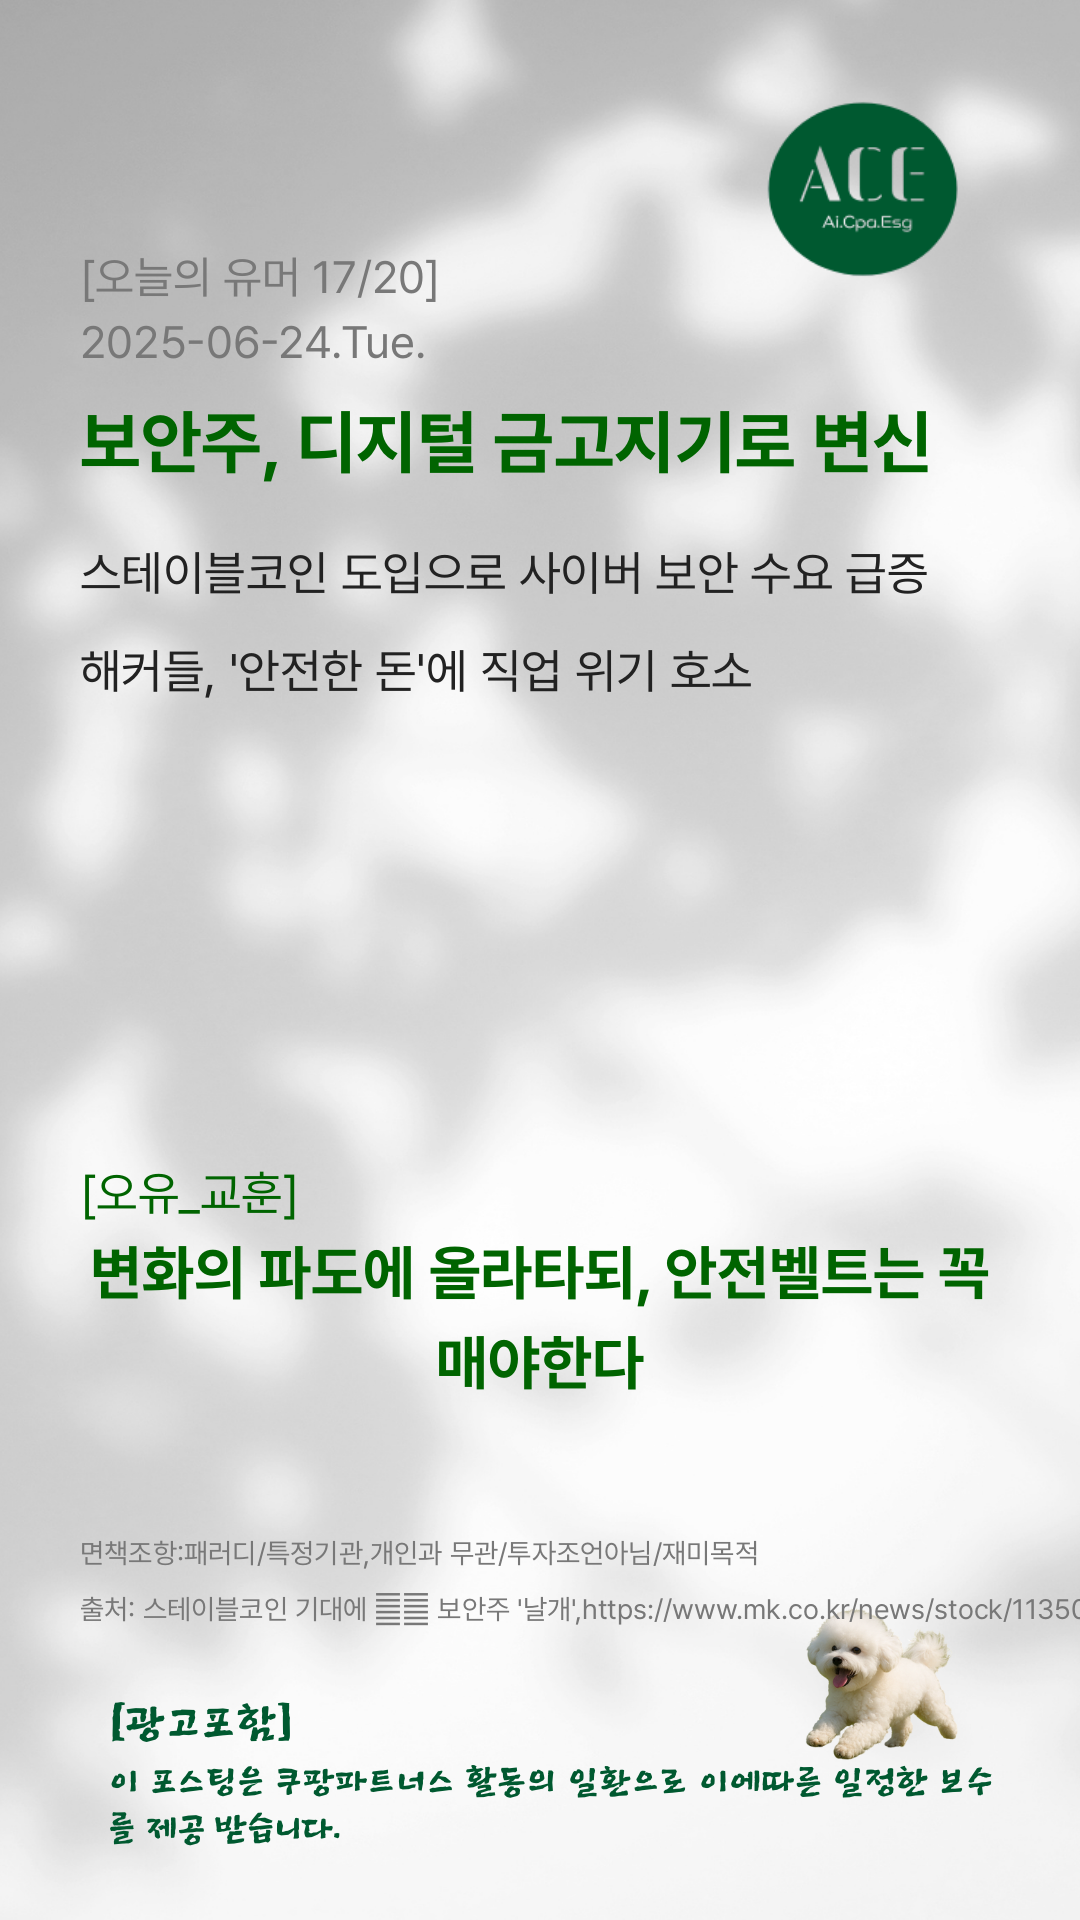 ACE
Ai.Cpa.Esg
[오늘의 유머 17/20]
2025-06-24.Tue.
보안주, 디지털 금고지기로 변신
스테이블코인 도입으로 사이버 보안 수요 급증
해커들, '안전한 돈'에 직업 위기 호소
[오유_교훈]
변화의 파도에 올라타되, 안전벨트는 꼭
매야한다
면책조항:패러디/특정기관,개인과 무관/투자조언아님/재미목적
출처: 스테이블코인 기대에 보안주 '날개',https://www.mk.co.kr/news/stock/11350
[광고포함]
이 포스팅은 쿠팡파트너스 활동의 일환으로 이에따른 일정한 보수
를 제공 받습니다.